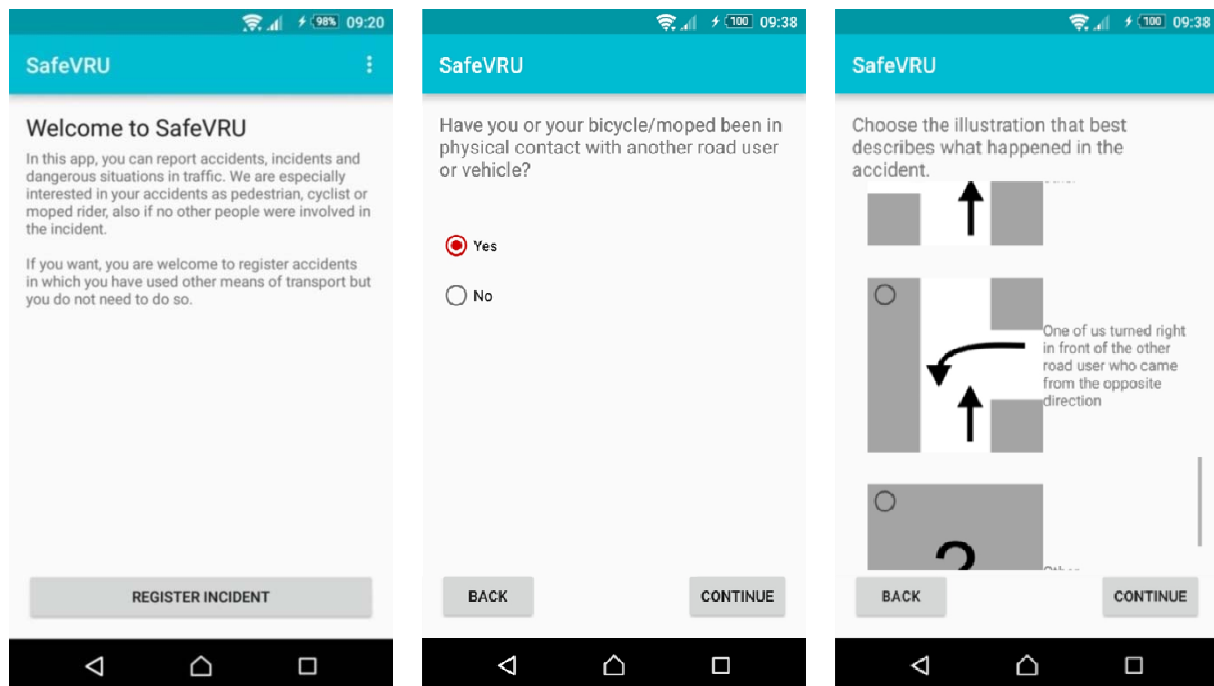 98% 09:20
SafeVRU
Welcome to SafeVRU
In this app, you can report accidents, incidents and
dangerous situations in traffic. We are especially
interested in your accidents as pedestrian, cyclist or
moped rider, also if no other people were involved in
the incident.
If you want, you are welcome to register accidents
in which you have used other means of transport but
you do not need to do so.
REGISTER INCIDENT
100 09:38
SafeVRU
Have you or your bicycle/moped been in
physical contact with another road user
or vehicle?
Yes
No
BACK CONTINUE
100 09:38
SafeVRU
Choose the illustration that best
describes what happened in the
accident.
One of us turned right
in front of the other
road user who came
from the opposite
direction
?
BACK CONTINUE